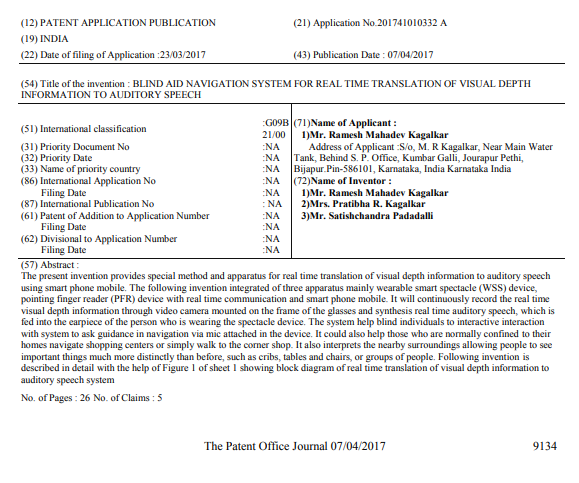 (12) PATENT APPLICATION PUBLICATION (21) Application No.201741010332 A
(19) INDIA
(22) Date of filing of Application :23/03/2017 (43) Publication Date : 07/04/2017
(54) Title of the invention : BLIND AID NAVIGATION SYSTEM FOR REAL TIME TRANSLATION OF VISUAL DEPTH
INFORMATION TO AUDITORY SPEECH
(51) International classification :G09B
21/00
(31) Priority Document No :NA
(32) Priority Date :NA
(33) Name of priority country :NA
(86) International Application No :NA
Filing Date :NA
(87) International Publication No : NA
(61) Patent of Addition to Application Number :NA
Filing Date :NA
(62) Divisional to Application Number :NA
Filing Date :NA
(71)Name of Applicant :
1)Mr. Ramesh Mahadev Kagalkar
Address of Applicant :S/o, M. R Kagalkar, Near Main Water
Tank, Behind S. P. Office, Kumbar Galli, Jourapur Pethi,
Bijapur.Pin-586101, Karnataka, India Karnataka India
(72)Name of Inventor :
1)Mr. Ramesh Mahadev Kagalkar
2)Mrs. Pratibha R. Kagalkar
3)Mr. Satishchandra Padadalli
(57) Abstract :
The present invention provides special method and apparatus for real time translation of visual depth information to auditory speech
using smart phone mobile. The following invention integrated of three apparatus mainly wearable smart spectacle (WSS) device,
pointing finger reader (PFR) device with real time communication and smart phone mobile. It will continuously record the real time
visual depth information through video camera mounted on the frame of the glasses and synthesis real time auditory speech, which is
fed into the earpiece of the person who is wearing the spectacle device. The system help blind individuals to interactive interaction
with system to ask guidance in navigation via mic attached in the device. It could also help those who are normally confined to their
homes navigate shopping centers or simply walk to the corner shop. It also interprets the nearby surroundings allowing people to see
important things much more distinctly than before, such as cribs, tables and chairs, or groups of people. Following invention is
described in detail with the help of Figure 1 of sheet 1 showing block diagram of real time translation of visual depth information to
auditory speech system
No. of Pages : 26 No. of Claims : 5
The Patent Office Journal 07/04/2017 9134